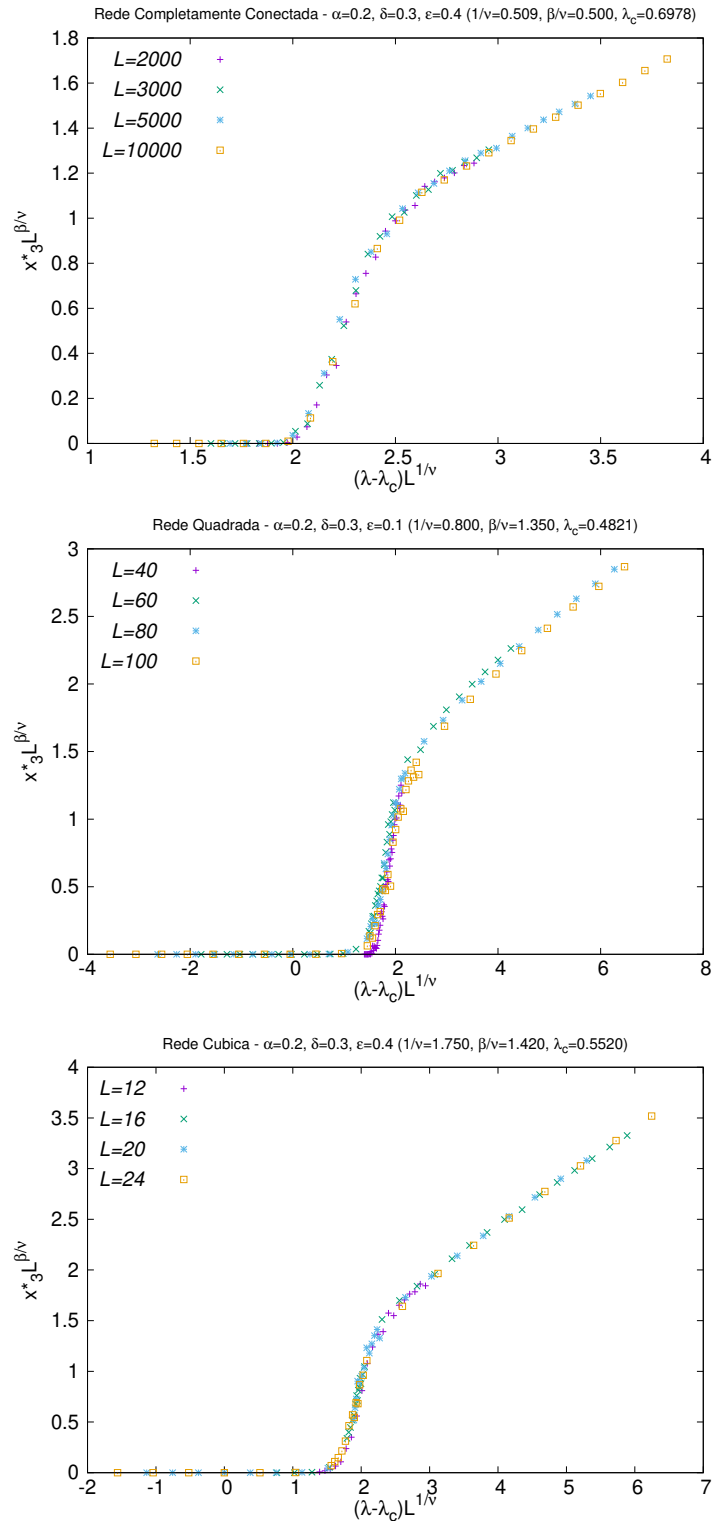 Rede Completamente Conectada - α=0.2, δ=0.3, ε=0.4 (1/ν=0.509, β/ν=0.500, λc=0.6978)
1.8
1.6
1.4
1.2
1
0.8
0.6
0.4
0.2
0
x*3Lβ/ν
L=2000
L=3000
L=5000
L=10000
1 1.5 2 2.5 3 3.5 4
(λ-λc)L1/ν
Rede Quadrada - α=0.2, δ=0.3, ε=0.1 (1/ν=0.800, β/ν=1.350, λc=0.4821)
3
2.5
2
1.5
1
0.5
0
x*3Lβ/ν
L=40
L=60
L=80
L=100
-4 -2 0 2 4 6 8
(λ-λc)L1/ν
Rede Cubica - α=0.2, δ=0.3, ε=0.4 (1/ν=1.750, β/ν=1.420, λc=0.5520)
4
3.5
3
2.5
2
1.5
1
0.5
0
x*3Lβ/ν
L=12
L=16
L=20
L=24
-2 -1 0 1 2 3 4 5 6 7
(λ-λc)L1/ν